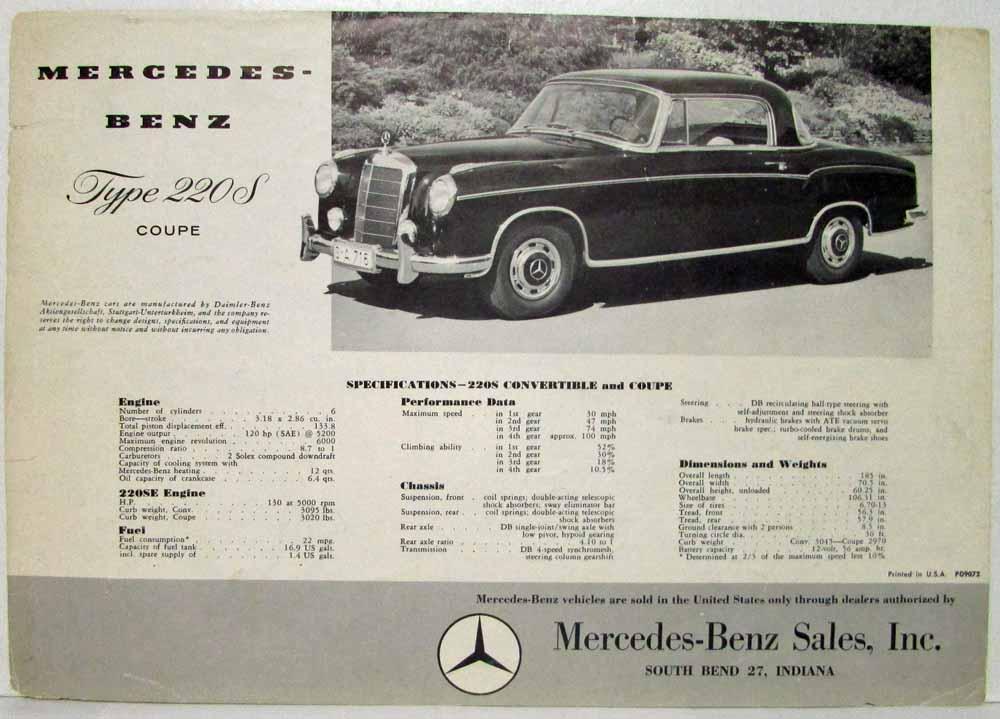 MERCEDES-
BENZ
Type 220S
COUPE
Mercedes-Benz cars are manufactured by Daimler-Benz
Aktiengesellschaft, Stuttgart-Unterturkheim, and the company re-
serves the right to change designs, specifications, and equipment
at any time without notice and without incurring any obligation.
B-A 718
SPECIFICATIONS—220S CONVERTIBLE and COUPE
Engine
Number of cylinders . . . . . . . . . 6
Bore—stroke . . . . . . 3.18 x 2.86 cu. in.
Total piston displacement eff. . . . . . . 133.8
Engine output . . . . . 120 hp (SAE) @ 5200
Maximum engine revolution . . . . . . 6000
Compression ratio . . . . . . . . 8.7 to 1
Carburetors . . . . 2 Solex compound downdraft
Capacity of cooling system with
Mercedes-Benz heating . . . . . . . 12 qts.
Oil capacity of crankcase . . . . . . 6.4 qts.
220SE Engine
H.P. . . . . . . . . . 130 at 5000 rpm
Curb weight, Conv. . . . . . . . 3095 lbs.
Curb weight, Coupe . . . . . . . 3020 lbs.
Fuel
Fuel consumption* . . . . . . . 22 mpg.
Capacity of fuel tank . . . . . 16.9 US gals.
incl. spare supply of . . . . . 1.4 US gals.
Performance Data
Maximum speed . . . in 1st gear 30 mph
in 2nd gear 47 mph
in 3rd gear 74 mph
in 4th gear approx. 100 mph
Climbing ability . . . in 1st gear 52%
in 2nd gear 30%
in 3rd gear 18%
in 4th gear 10.5%
Chassis
Suspension, front . coil springs; double-acting telescopic
shock absorbers; sway eliminator bar
Suspension, rear . . coil springs; double-acting telescopic
shock absorbers
Rear axle . . . . DB single-joint/swing axle with
low pivot, hypoid gearing
Rear axle ratio . . . . . . . . . 4.10 to 1
Transmission . . . . . DB 4-speed synchromesh,
steering column gearshift
Steering . . . DB recirculating ball-type steering with
self-adjustment and steering shock absorber
Brakes . . . . hydraulic brakes with ATE vacuum servo
brake spec.; turbo-cooled brake drums; and
self-energizing brake shoes
Dimensions and Weights
Overall length . . . . . . . . . 185 in.
Overall width . . . . . . . . . 70.5 in.
Overall height, unloaded . . . . . . 60.25 in.
Wheelbase . . . . . . . . . 106.31 in.
Size of tires . . . . . . . . . 6.70-13
Tread, front . . . . . . . . . 56.3 in.
Tread, rear . . . . . . . . . 57.9 in.
Ground clearance with 2 persons . . . . 8.5 in.
Turning circle dia. . . . . . . . . 36 ft.
Curb weight . . . . Conv. 3043—Coupe 2970
Battery capacity . . . . 12-volt, 56 amp. hr.
* Determined at 2/3 of the maximum speed less 10%
Printed in U.S.A. PD9072
Mercedes-Benz vehicles are sold in the United States only through dealers authorized by
Mercedes-Benz Sales, Inc.
SOUTH BEND 27, INDIANA